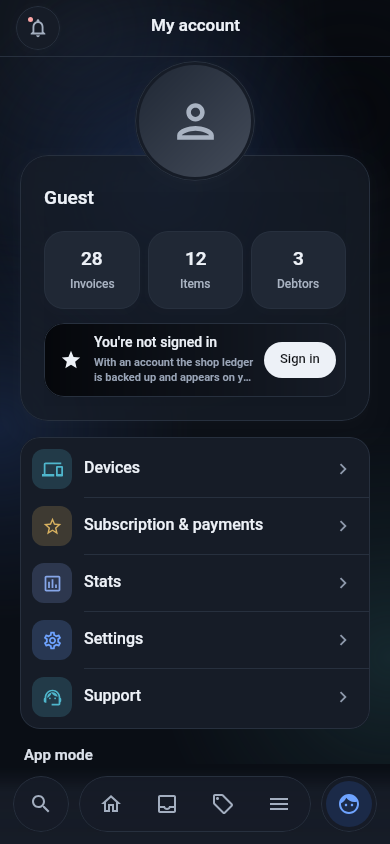 My account
Guest
28
Invoices
12
Items
3
Debtors
You're not signed in
With an account the shop ledger
is backed up and appears on y…
Sign in
Devices
Subscription & payments
Stats
Settings
Support
App mode